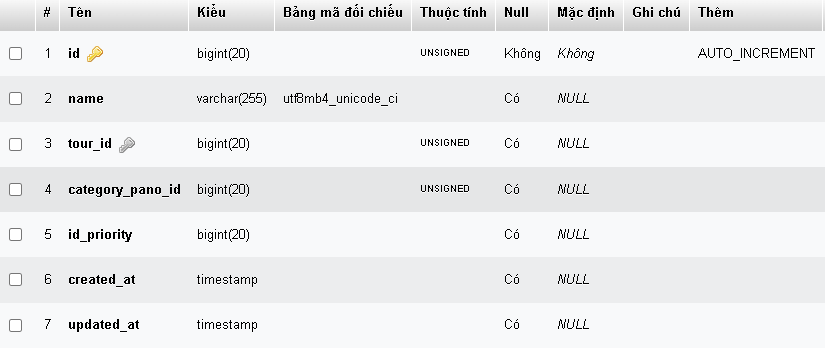 # Tên Kiểu Bảng mã đối chiếu Thuộc tính Null Mặc định Ghi chú Thêm
1 id bigint(20) UNSIGNED Không Không AUTO_INCREMENT
2 name varchar(255) utf8mb4_unicode_ci Có NULL
3 tour_id bigint(20) UNSIGNED Có NULL
4 category_pano_id bigint(20) UNSIGNED Có NULL
5 id_priority bigint(20) Có NULL
6 created_at timestamp Có NULL
7 updated_at timestamp Có NULL